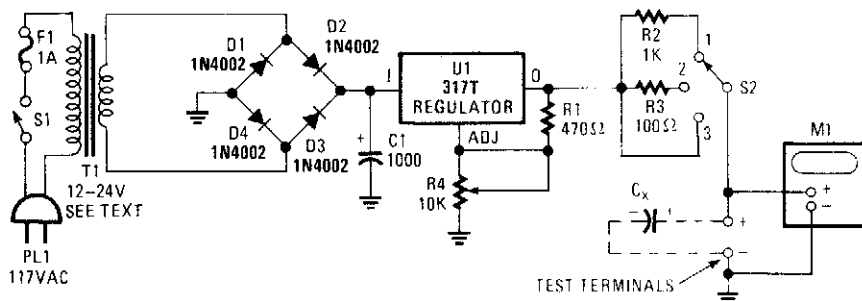 F1
1A
S1
T1
12–24V
SEE TEXT
PL1
117VAC
D1
1N4002
D2
1N4002
D4
1N4002
D3
1N4002
C1
1000
+
I
U1
317T
REGULATOR
O
ADJ
R1
470Ω
R4
10K
R2
1K
1
2
R3
100Ω
3
S2
M1
+
−
Cx
−
+
+
−
TEST TERMINALS